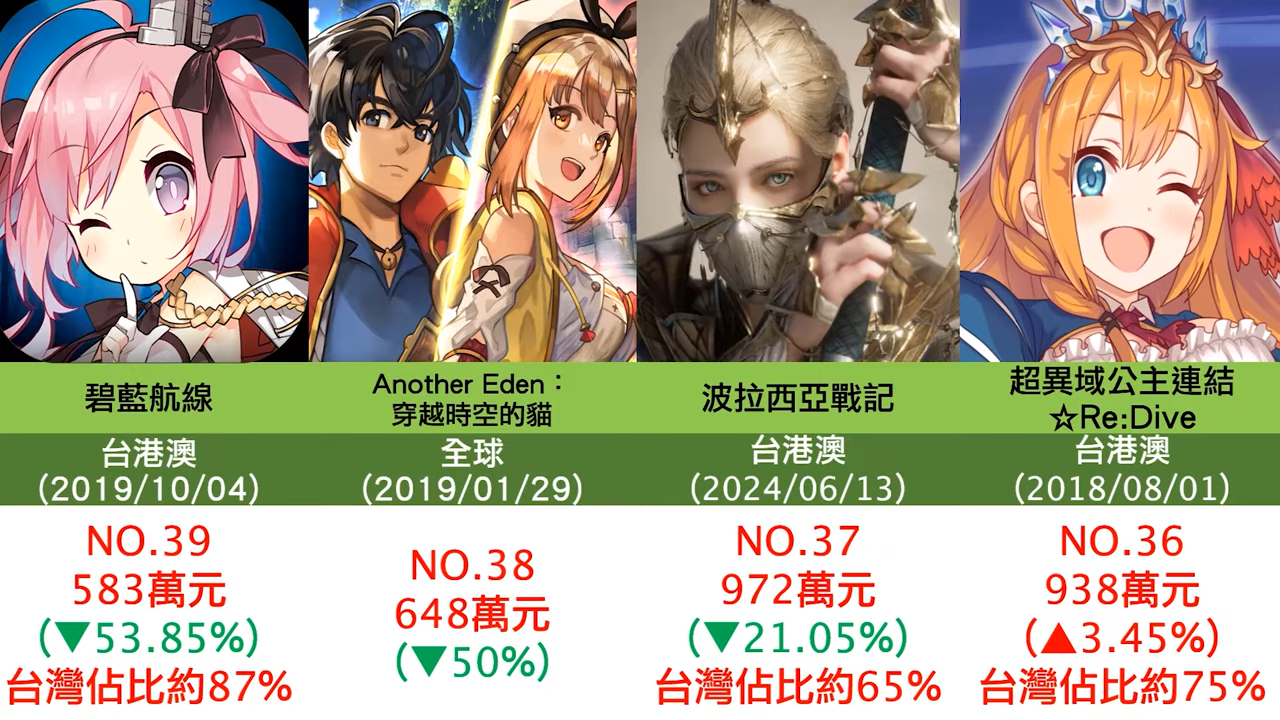 碧藍航線
台港澳
(2019/10/04)
NO.39
583萬元
(▼53.85%)
台灣佔比約87%
Another Eden：
穿越時空的貓
全球
(2019/01/29)
NO.38
648萬元
(▼50%)
波拉西亞戰記
台港澳
(2024/06/13)
NO.37
972萬元
(▼21.05%)
台灣佔比約65%
超異域公主連結
☆Re:Dive
台港澳
(2018/08/01)
NO.36
938萬元
(▲3.45%)
台灣佔比約75%